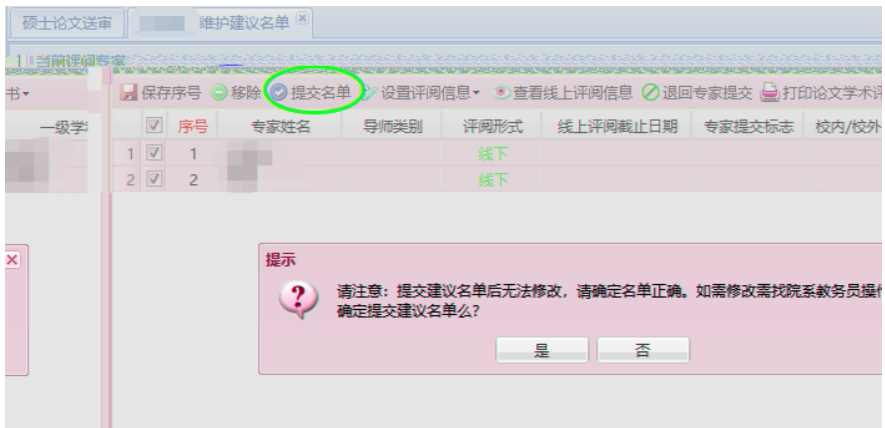 硕士论文送审
维护建议名单
当前评阅专家
书
保存序号 移除 提交名单 设置评阅信息 查看线上评阅信息 退回专家提交 打印论文学术评
一级学 序号 专家姓名 导师类别 评阅形式 线上评阅截止日期 专家提交标志 校内/校外
1 1 线下
2 2 线下
提示
请注意：提交建议名单后无法修改，请确定名单正确。如需修改需找院系教务员操作
确定提交建议名单么？
是 否